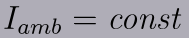 I_{amb} = const